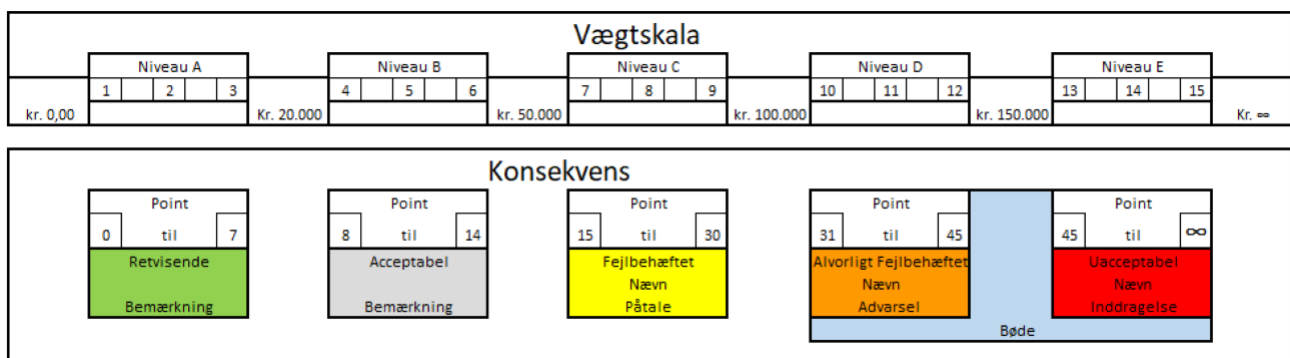 Vægtskala
Niveau A Niveau B Niveau C Niveau D Niveau E
1 2 3 4 5 6 7 8 9 10 11 12 13 14 15
kr. 0,00 Kr. 20.000 kr. 50.000 kr. 100.000 kr. 150.000 Kr. ∞
Konsekvens
Point Point Point Point Point
0 til 7 8 til 14 15 til 30 31 til 45 45 til ∞
Retvisende Acceptabel Fejlbehæftet Alvorligt Fejlbehæftet Uacceptabel
Nævn Nævn Nævn
Bemærkning Bemærkning Påtale Advarsel Inddragelse
Bøde